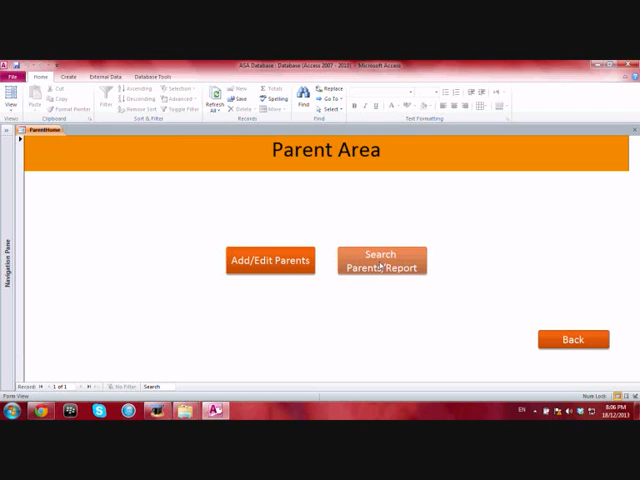 ASA Database : Database (Access 2007 - 2010) - Microsoft Access
File Home Create External Data Database Tools
View
Paste
Cut
Copy
Format Painter
Clipboard
Filter
Ascending
Descending
Remove Sort
Selection
Advanced
Toggle Filter
Sort & Filter
Refresh All
New
Save
Delete
Totals
Spelling
More
Records
Find
Replace
Go To
Select
Find
B I U
A
Text Formatting
ParentHome
Parent Area
Navigation Pane
Add/Edit Parents
Search
Parents/Report
Back
Record: 1 of 1 No Filter Search
Form View
Num Lock
EN
8:06 PM
18/12/2013